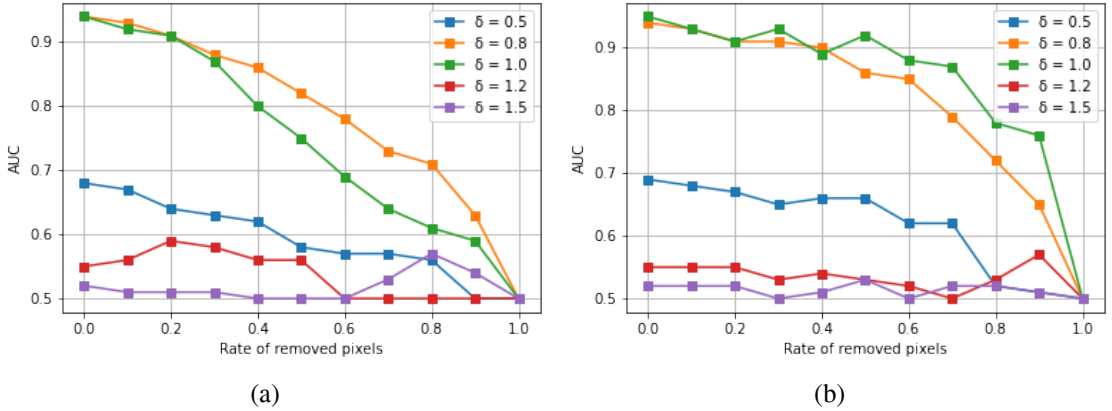 0.9
0.8
0.7
0.6
0.5
AUC
0.0 0.2 0.4 0.6 0.8 1.0
Rate of removed pixels
δ = 0.5
δ = 0.8
δ = 1.0
δ = 1.2
δ = 1.5
(a)
0.9
0.8
0.7
0.6
0.5
AUC
0.0 0.2 0.4 0.6 0.8 1.0
Rate of removed pixels
δ = 0.5
δ = 0.8
δ = 1.0
δ = 1.2
δ = 1.5
(b)